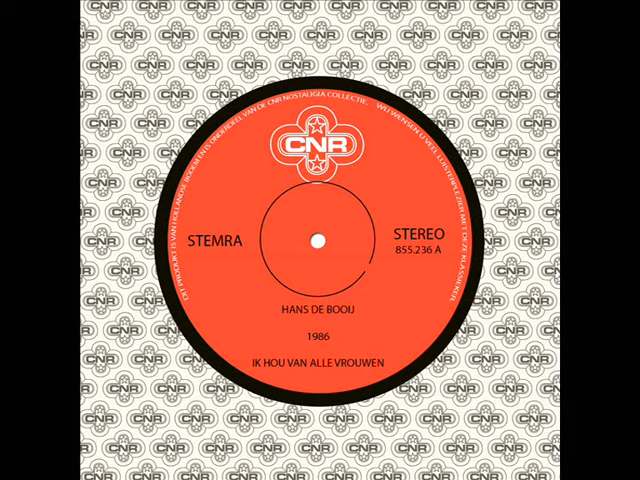 DIT PRODUKT IS VAN HOLLANDSE BODEM EN IS ONDERDEEL VAN DE CNR NOSTALIGIA COLLECTIE. WIJ WENSEN U VEEL LUISTERPLEZIER MET DEZE KLASSIEKER.
CNR
STEMRA
STEREO
855.236 A
HANS DE BOOIJ
1986
IK HOU VAN ALLE VROUWEN